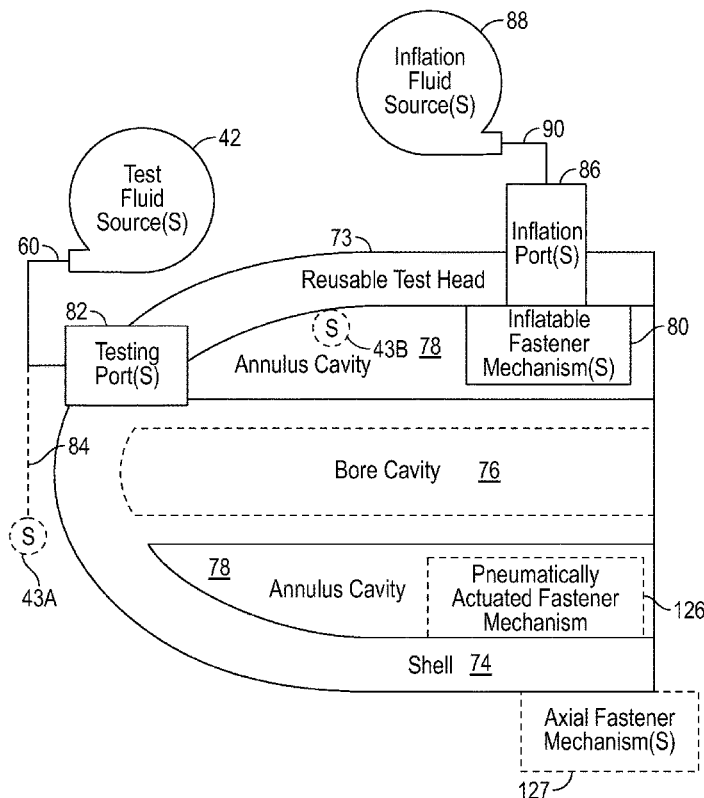 88
Inflation
Fluid
Source(S)
90
42
Test
Fluid
Source(S)
86
60
73
Inflation
Port(S)
Reusable Test Head
82
Testing
Port(S)
S
43B
78
Annulus Cavity
Inflatable
Fastener
Mechanism(S)
80
84
Bore Cavity 76
S
43A
78
Annulus Cavity
Pneumatically
Actuated Fastener
Mechanism
126
Shell 74
Axial Fastener
Mechanism(S)
127